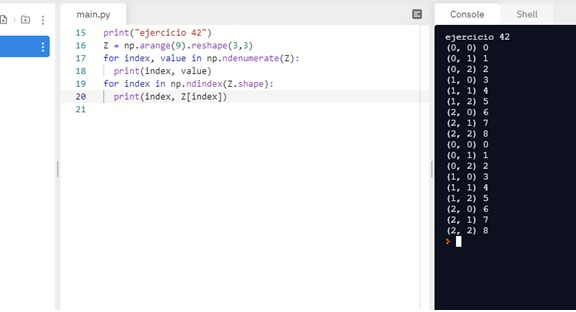 main.py
15 print("ejercicio 42")
16 Z = np.arange(9).reshape(3,3)
17 for index, value in np.ndenumerate(Z):
18 print(index, value)
19 for index in np.ndindex(Z.shape):
20 print(index, Z[index])
21
Console Shell
ejercicio 42
(0, 0) 0
(0, 1) 1
(0, 2) 2
(1, 0) 3
(1, 1) 4
(1, 2) 5
(2, 0) 6
(2, 1) 7
(2, 2) 8
(0, 0) 0
(0, 1) 1
(0, 2) 2
(1, 0) 3
(1, 1) 4
(1, 2) 5
(2, 0) 6
(2, 1) 7
(2, 2) 8